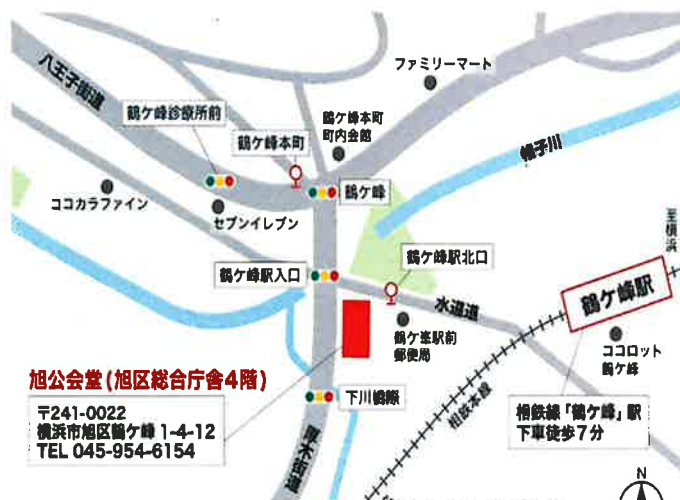 ファミリーマート
八王子街道
鶴ケ峰診療所前
鶴ケ峰本町
鶴ケ峰本町
町内会館
帷子川
ココカラファイン
セブンイレブン
鶴ケ峰
至横浜
鶴ケ峰駅入口
鶴ケ峰駅北口
鶴ケ峰駅
水道道
鶴ケ峯駅前
郵便局
ココロット
鶴ケ峰
旭公会堂(旭区総合庁舎4階)
〒241-0022
横浜市旭区鶴ケ峰 1-4-12
TEL 045-954-6154
下川橋際
相鉄本線
相鉄線「鶴ケ峰」駅
下車徒歩7分
厚木街道
N